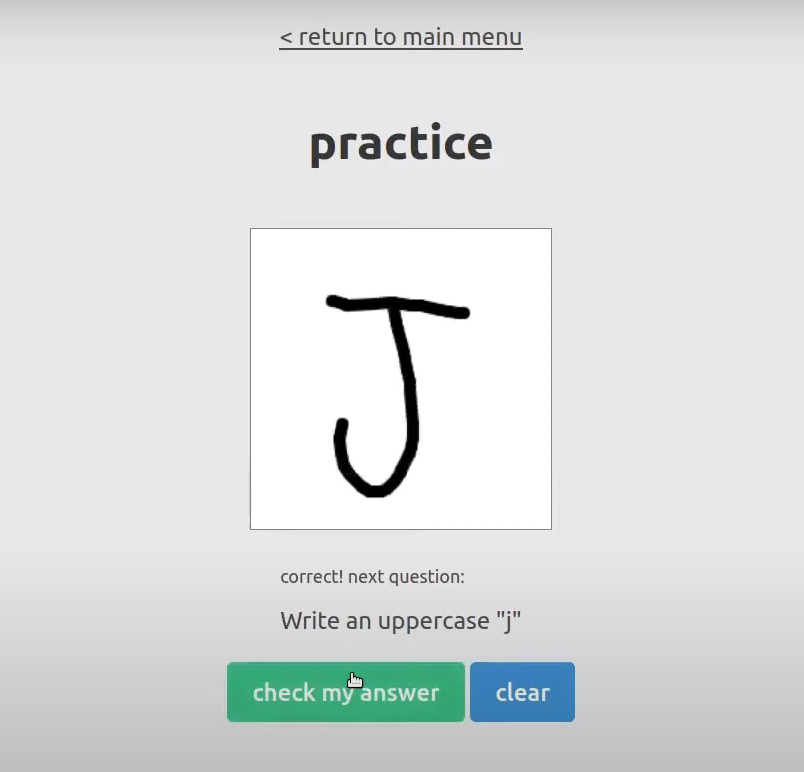 < return to main menu
practice
J
correct! next question:
Write an uppercase "j"
check my answer clear